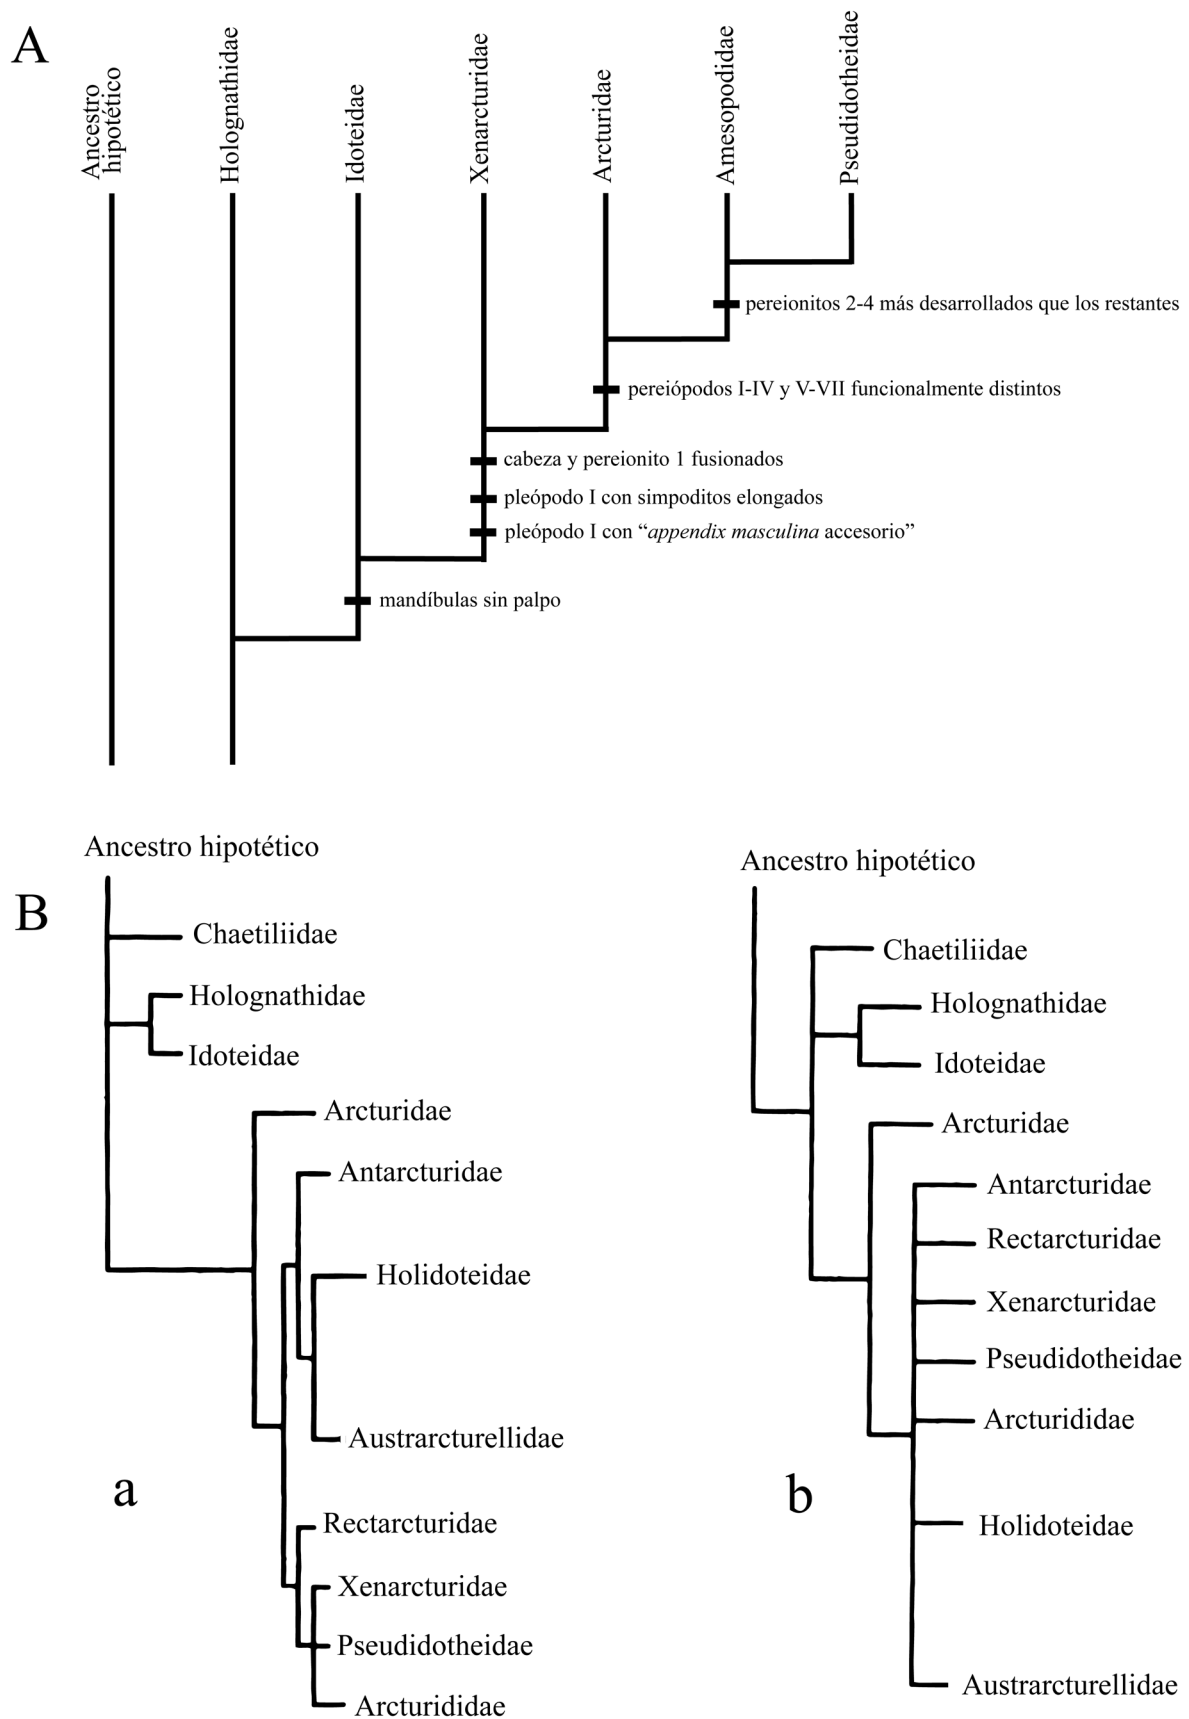 A
Ancestro
hipotético
Holognathidae
Idoteidae
Xenarcturidae
Arcturidae
Amesopodidae
Pseudidotheidae
pereionitos 2-4 más desarrollados que los restantes
pereiópodos I-IV y V-VII funcionalmente distintos
cabeza y pereionito 1 fusionados
pleópodo I con simpoditos elongados
pleópodo I con “appendix masculina accesorio”
mandíbulas sin palpo
B
Ancestro hipotético
Chaetiliidae
Holognathidae
Idoteidae
Arcturidae
Antarcturidae
Holidoteidae
Austrarcturellidae
a
Rectarcturidae
Xenarcturidae
Pseudidotheidae
Arcturididae
Ancestro hipotético
Chaetiliidae
Holognathidae
Idoteidae
Arcturidae
Antarcturidae
Rectarcturidae
Xenarcturidae
Pseudidotheidae
Arcturididae
b
Holidoteidae
Austrarcturellidae